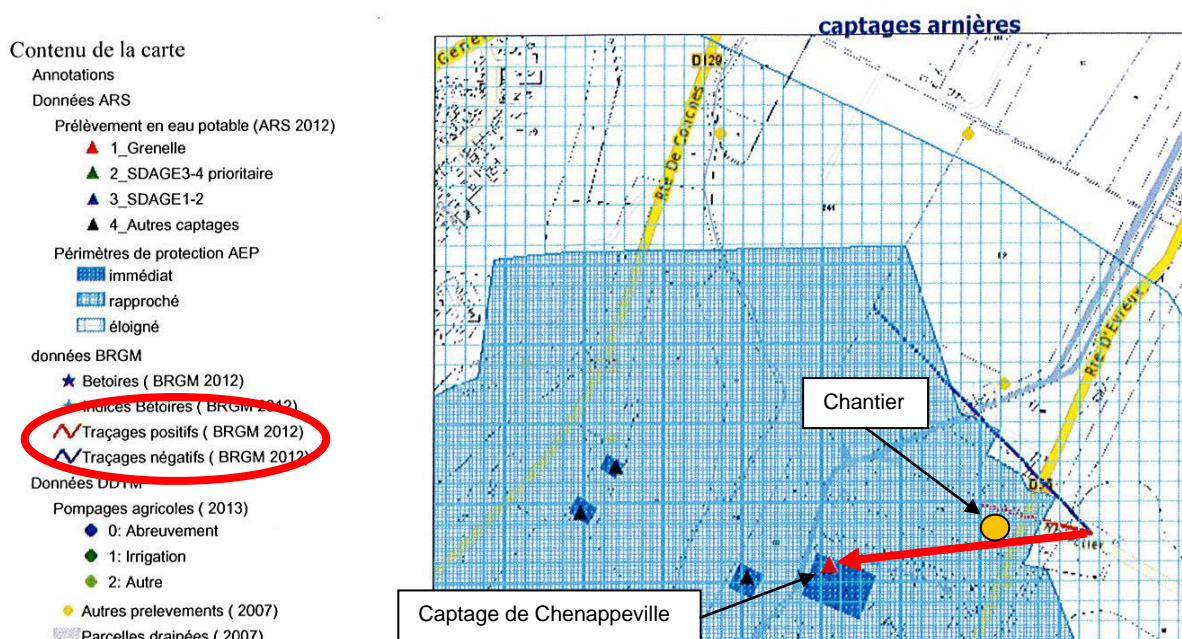 captages arnières
Contenu de la carte
Annotations
Données ARS
Prélèvement en eau potable (ARS 2012)
1_Grenelle
2_SDAGE3-4 prioritaire
3_SDAGE1-2
4_Autres captages
Périmètres de protection AEP
immédiat
rapproché
éloigné
données BRGM
Betoires ( BRGM 2012)
Indices Bétoires ( BRGM 2012)
Traçages positifs ( BRGM 2012)
Traçages négatifs ( BRGM 2012)
Données DDTM
Pompages agricoles ( 2013)
0: Abreuvement
1: Irrigation
2: Autre
Autres prelevements ( 2007)
Parcelles drainées ( 2007)
D129
Rte De Conches
Rte D'Evreux
Chantier
Captage de Chenappeville